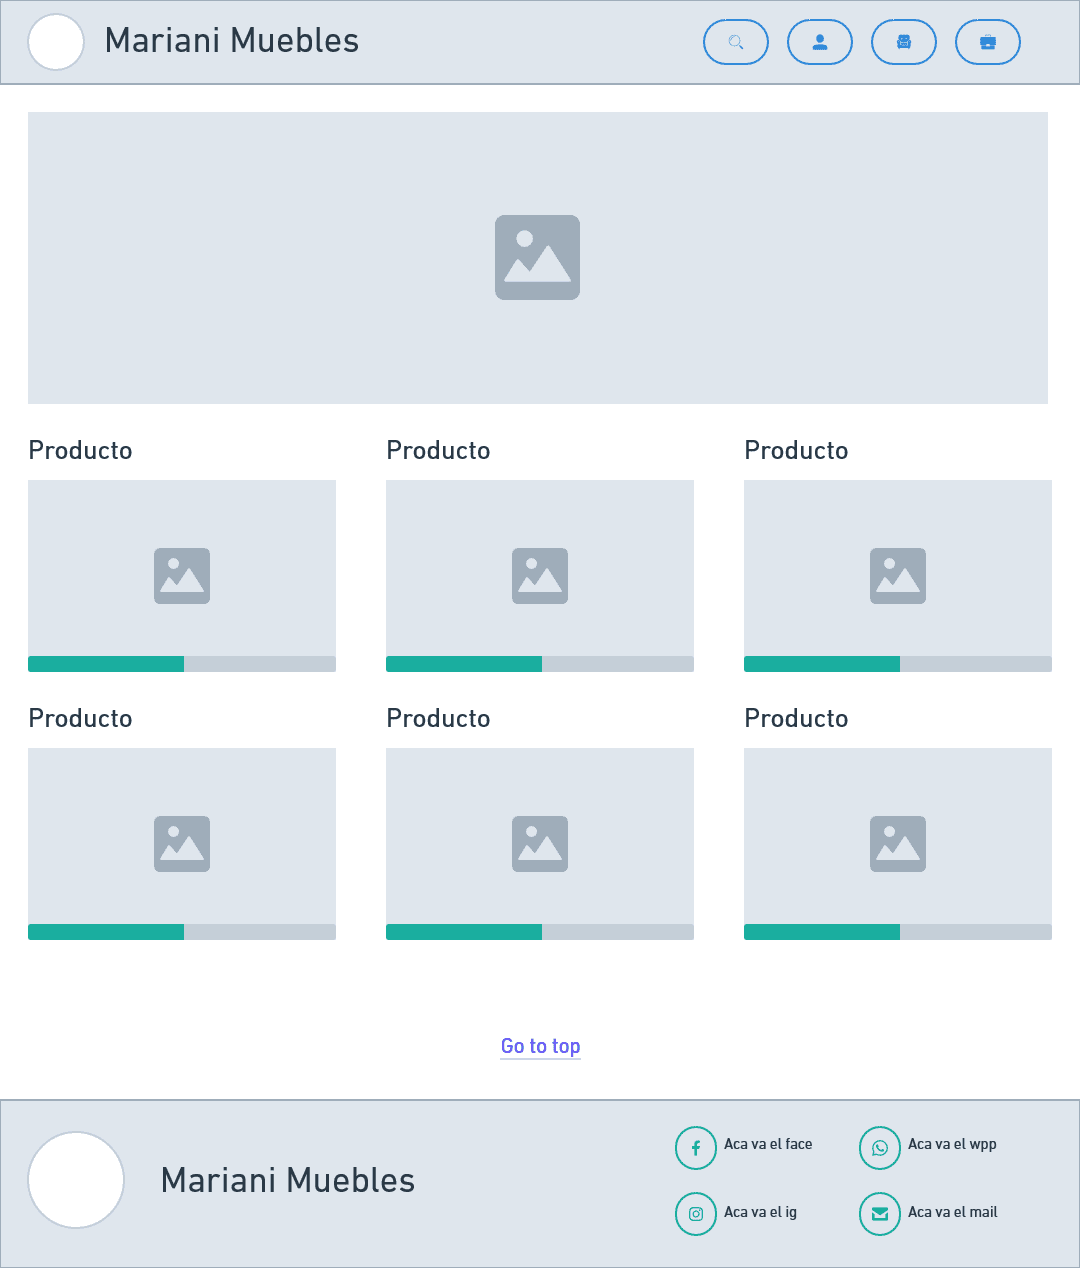 Mariani Muebles
Producto
Producto
Producto
Producto
Producto
Producto
Go to top
Mariani Muebles
Aca va el face
Aca va el wpp
Aca va el ig
Aca va el mail